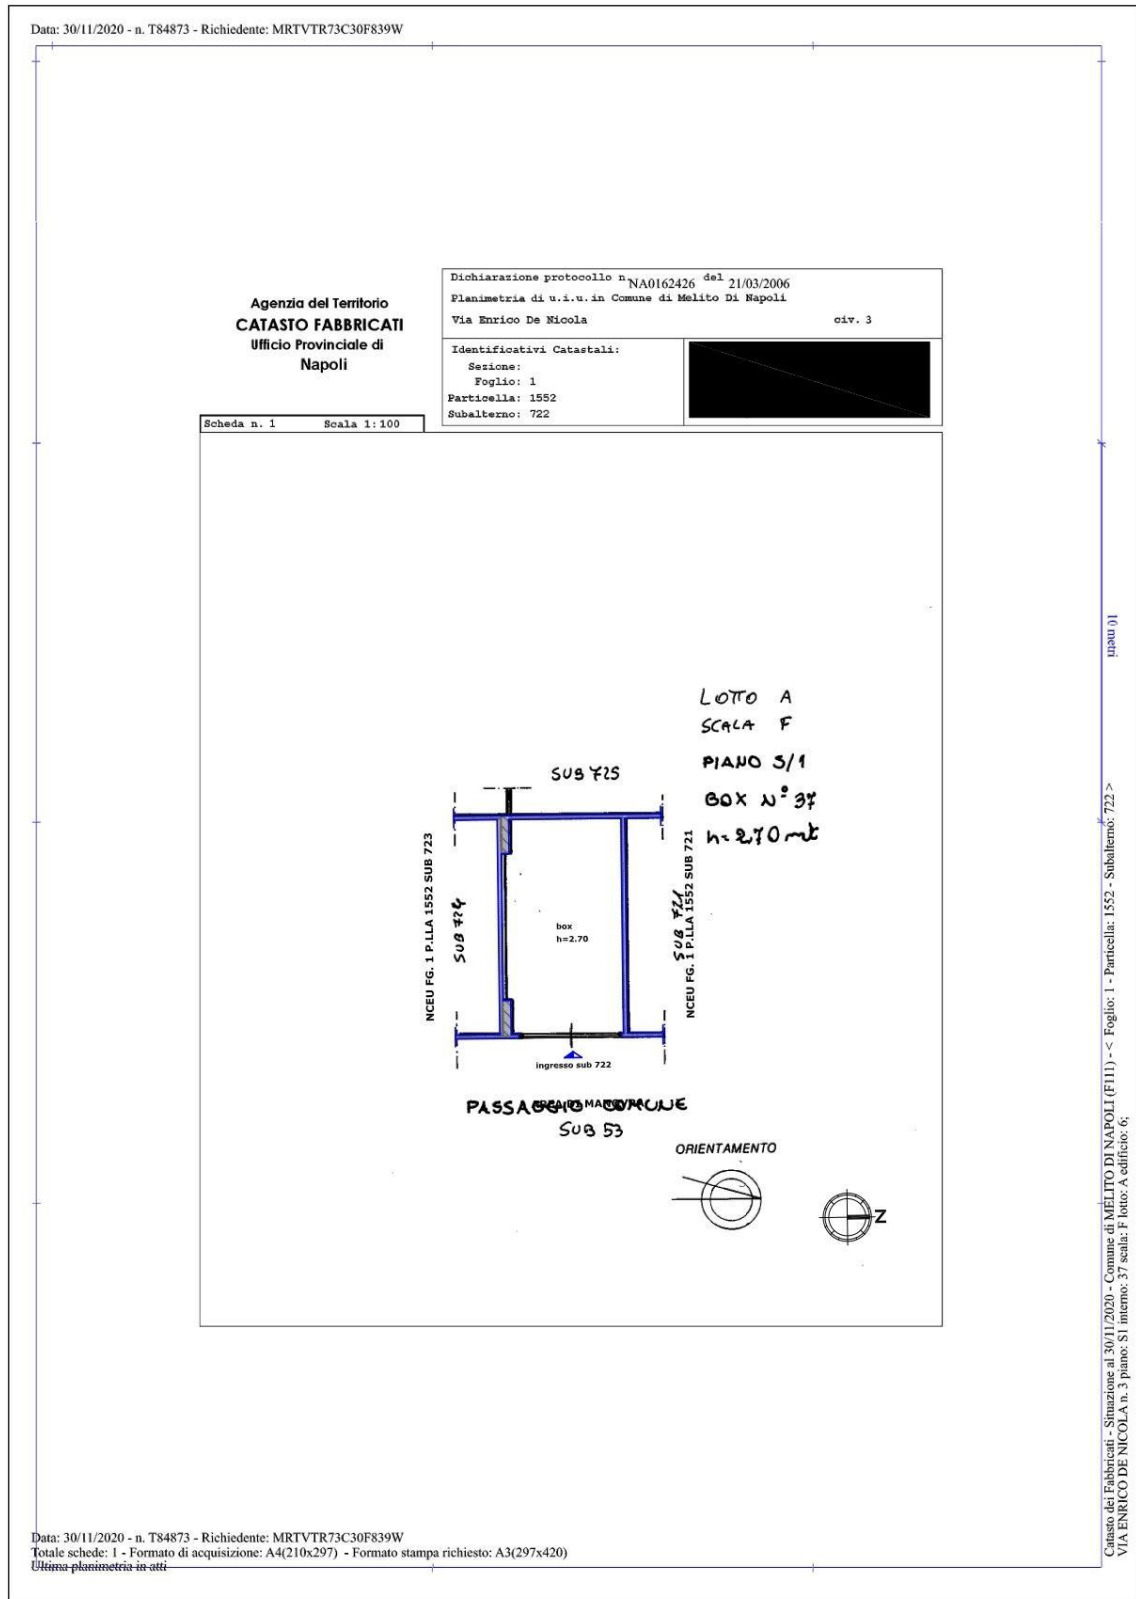 Data: 30/11/2020 - n. T84873 - Richiedente: MRTVTR73C30F839W
Agenzia del Territorio
CATASTO FABBRICATI
Ufficio Provinciale di
Napoli
Dichiarazione protocollo n. NA0162426 del 21/03/2006
Planimetria di u.i.u. in Comune di Melito Di Napoli
Via Enrico De Nicola civ. 3
Identificativi Catastali:
Sezione:
Foglio: 1
Particella: 1552
Subalterno: 722
Scheda n. 1 Scala 1:100
10 metri
LOTTO A
SCALA F
PIANO S/1
BOX N° 37
h=2,70 mt
SUB 725
NCEU FG. 1 P.LLA 1552 SUB 723
SUB 724
box
h=2.70
SUB 721
NCEU FG. 1 P.LLA 1552 SUB 721
ingresso sub 722
AREA DI MANOVRA
PASSAGGIO COMUNE
SUB 53
ORIENTAMENTO
N
Catasto dei Fabbricati - Situazione al 30/11/2020 - Comune di MELITO DI NAPOLI (F111) - < Foglio: 1 - Particella: 1552 - Subalterno: 722 >
VIA ENRICO DE NICOLA n. 3 piano: S1 interno: 37 scala: F lotto: A edificio: 6;
Data: 30/11/2020 - n. T84873 - Richiedente: MRTVTR73C30F839W
Totale schede: 1 - Formato di acquisizione: A4(210x297) - Formato stampa richiesto: A3(297x420)
Ultima planimetria in atti